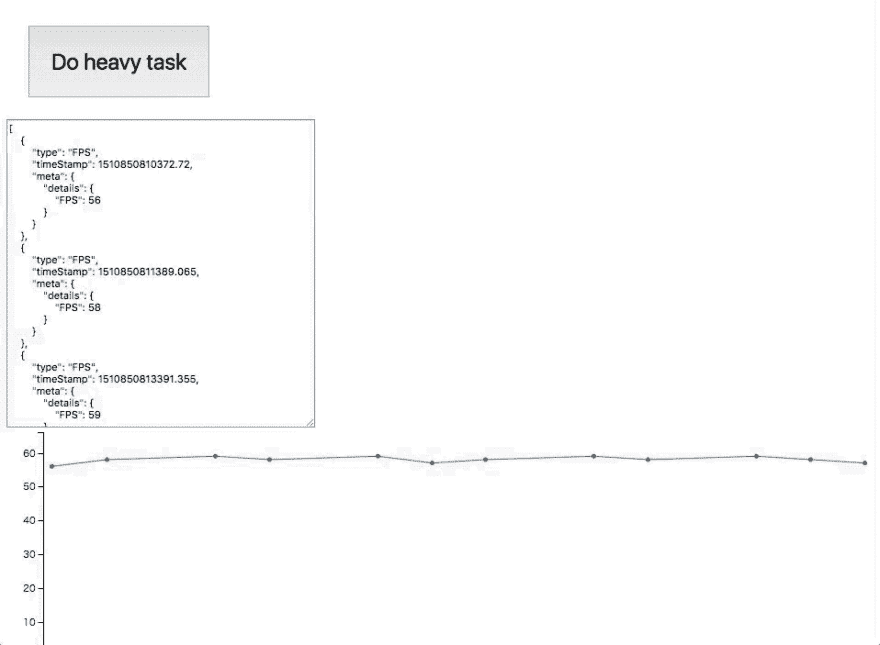 Do heavy task
[
{
"type": "FPS",
"timeStamp": 1510850810372.72,
"meta": {
"details": {
"FPS": 56
}
}
},
{
"type": "FPS",
"timeStamp": 1510850811389.065,
"meta": {
"details": {
"FPS": 58
}
}
},
{
"type": "FPS",
"timeStamp": 1510850813391.355,
"meta": {
"details": {
"FPS": 59
}
60
50
40
30
20
10